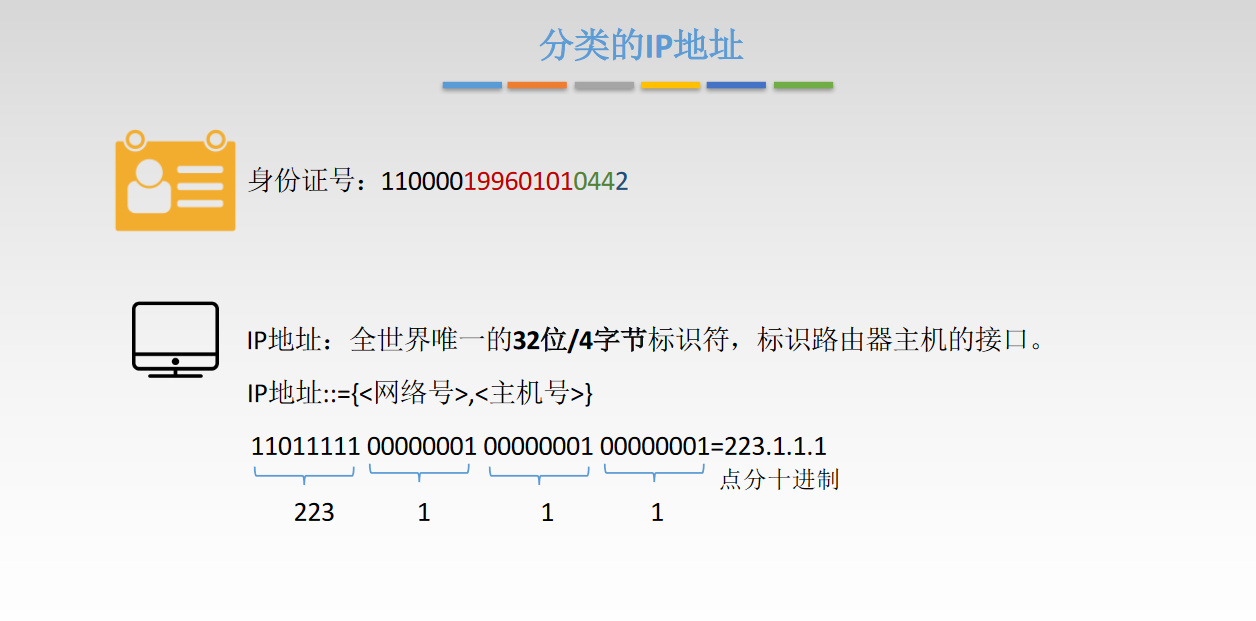 分类的IP地址
身份证号：110000199601010442
IP地址：全世界唯一的32位/4字节标识符，标识路由器主机的接口。
IP地址::={<网络号>,<主机号>}
11011111 00000001 00000001 00000001=223.1.1.1
点分十进制
223 1 1 1